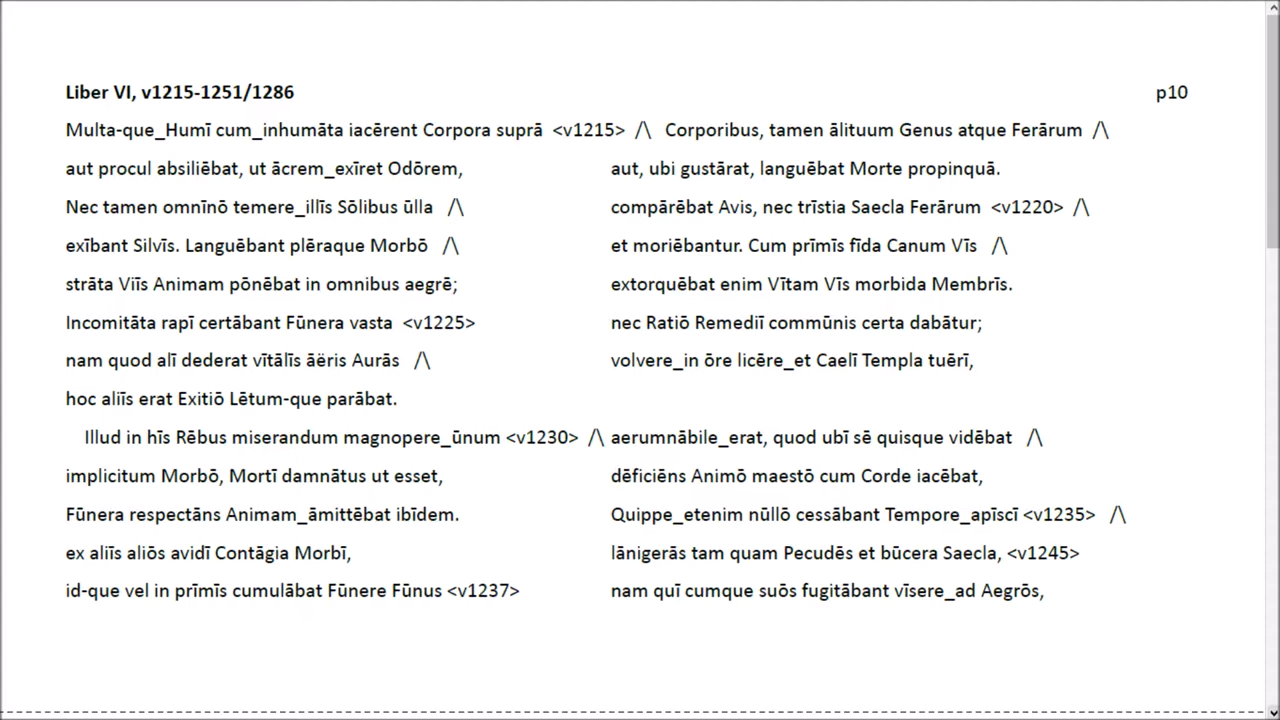 Liber VI, v1215-1251/1286 p10
Multa-que_Humī cum_inhumāta iacērent Corpora suprā <v1215> /\ Corporibus, tamen ālituum Genus atque Ferārum /\
aut procul absiliēbat, ut ācrem_exīret Odōrem, aut, ubi gustārat, languēbat Morte propinquā.
Nec tamen omnīnō temere_illīs Sōlibus ūlla /\ compārēbat Avis, nec trīstia Saecla Ferārum <v1220> /\
exībant Silvīs. Languēbant plēraque Morbō /\ et moriēbantur. Cum prīmīs fīda Canum Vīs /\
strāta Viīs Animam pōnēbat in omnibus aegrē; extorquēbat enim Vītam Vīs morbida Membrīs.
Incomitāta rapī certābant Fūnera vasta <v1225> nec Ratiō Remediī commūnis certa dabātur;
nam quod alī dederat vītālīs āëris Aurās /\ volvere_in ōre licēre_et Caelī Templa tuērī,
hoc aliīs erat Exitiō Lētum-que parābat.
Illud in hīs Rēbus miserandum magnopere_ūnum <v1230> /\ aerumnābile_erat, quod ubī sē quisque vidēbat /\
implicitum Morbō, Mortī damnātus ut esset, dēficiēns Animō maestō cum Corde iacēbat,
Fūnera respectāns Animam_āmittēbat ibīdem. Quippe_etenim nūllō cessābant Tempore_apīscī <v1235> /\
ex aliīs aliōs avidī Contāgia Morbī, lānigerās tam quam Pecudēs et būcera Saecla, <v1245>
id-que vel in prīmīs cumulābat Fūnere Fūnus <v1237> nam quī cumque suōs fugitābant vīsere_ad Aegrōs,